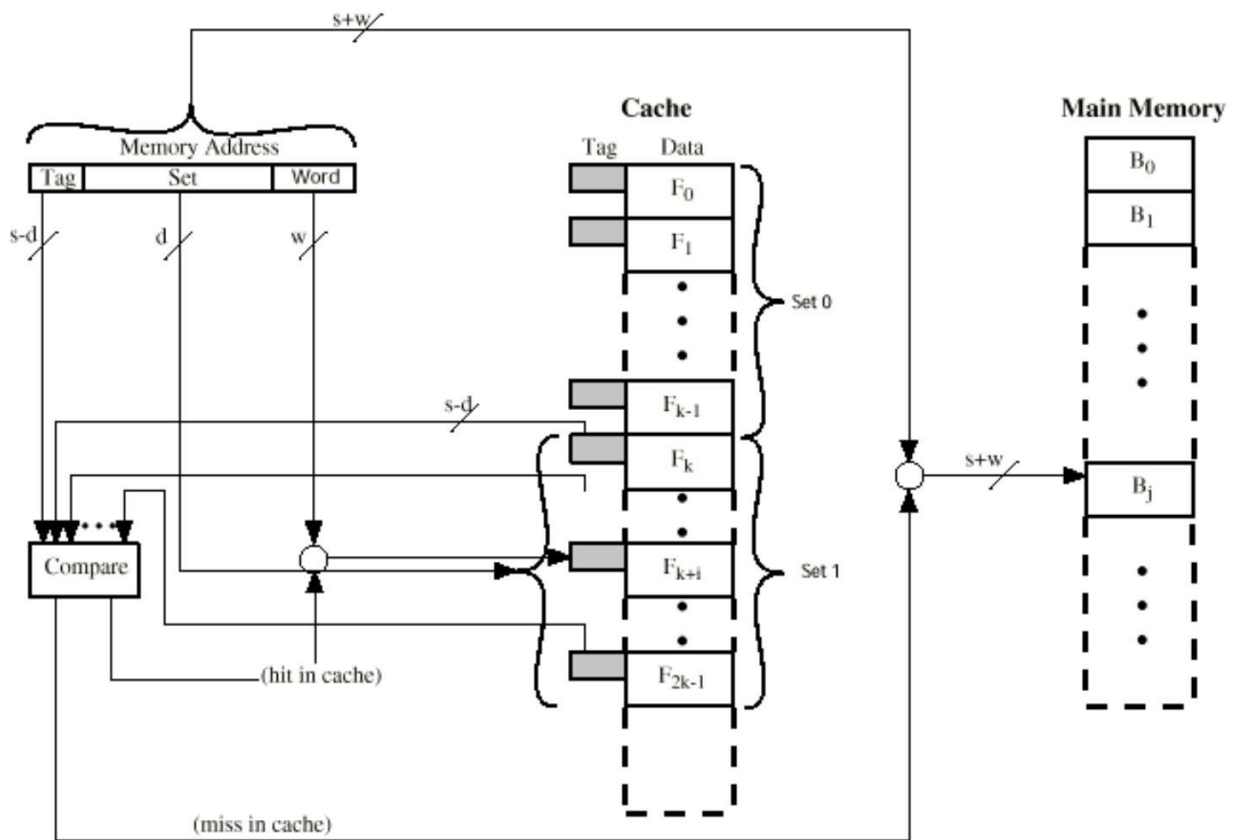 s+w
Cache
Main Memory
Memory Address
Tag Data
Tag Set Word
F0
B0
B1
s-d d w
F1
Set 0
s-d
Fk-1
Fk
s+w
Bj
Compare
Fk+i
Set 1
(hit in cache)
F2k-1
(miss in cache)